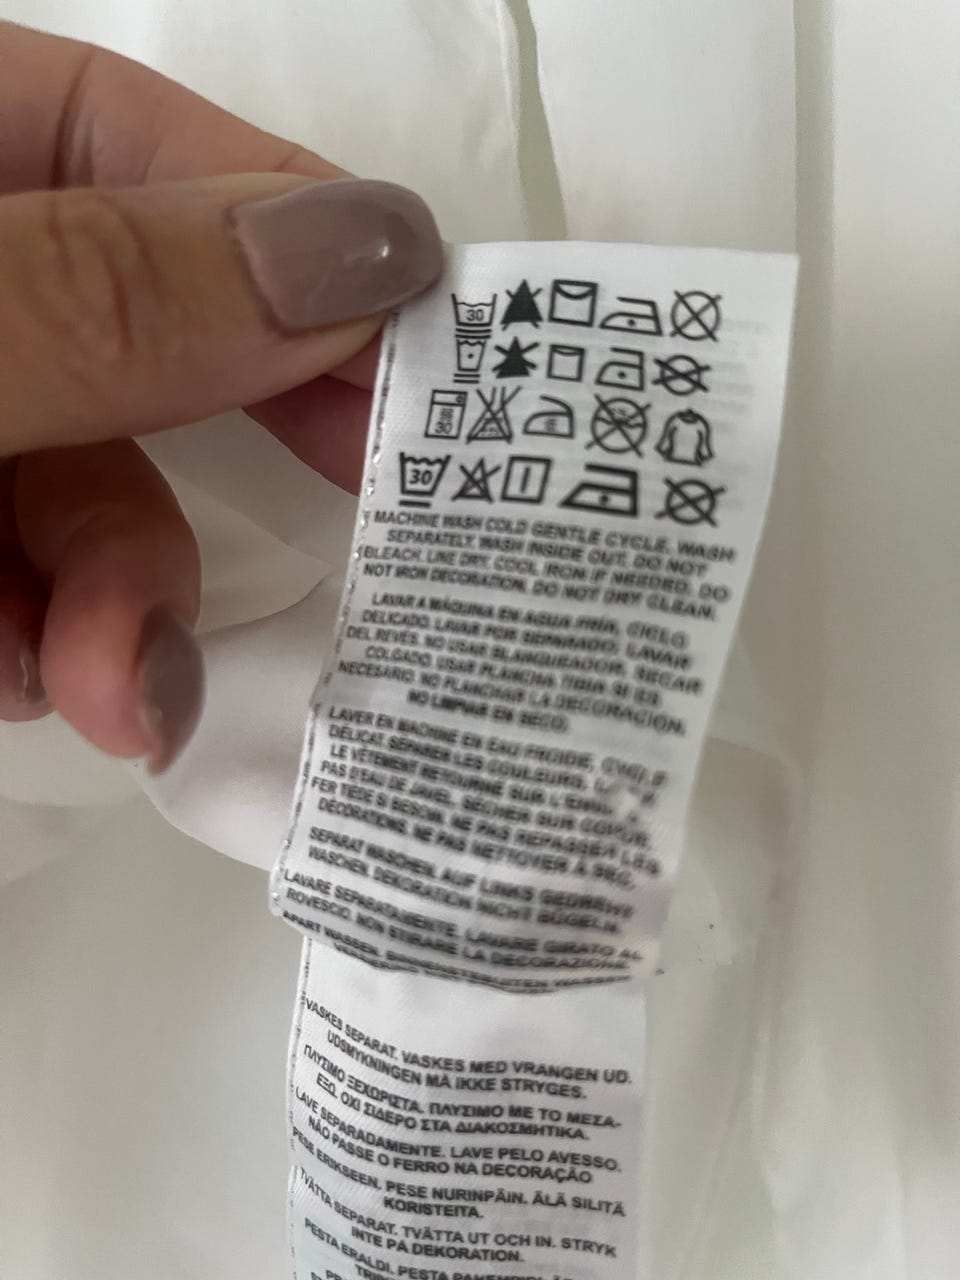 30
30
30
MACHINE WASH COLD GENTLE CYCLE. WASH
SEPARATELY. WASH INSIDE OUT. DO NOT
BLEACH. LINE DRY. COOL IRON IF NEEDED. DO
NOT IRON DECORATION. DO NOT DRY CLEAN.
LAVAR A MÁQUINA EN AGUA FRÍA, CICLO
DELICADO. LAVAR POR SEPARADO. LAVAR
DEL REVÉS. NO USAR BLANQUEADOR. SECAR
COLGADO. USAR PLANCHA TIBIA SI ES
NECESARIO. NO PLANCHAR LA DECORACIÓN.
NO LIMPIAR EN SECO.
LAVER EN MACHINE EN EAU FROIDE, CYCLE
DÉLICAT. SÉPARER LES COULEURS.
LE VÊTEMENT RETOURNÉ SUR
PAS D'EAU DE JAVEL. SÉCHER SUR CORDE.
FER TIÈDE SI BESOIN. NE PAS REPASSER LES
DÉCORATIONS. NE PAS NETTOYER À SEC.
SEPARAT WASCHEN. AUF LINKS GEDREHT
WASCHEN. DEKORATION NICHT BÜGELN.
LAVARE SEPARATAMENTE. LAVARE GIRATO AL
ROVESCIO. NON STIRARE LA DECORAZIONE.
APART WASSEN. BINNENSTEBUITEN WASSEN.
VASKES SEPARAT. VASKES MED VRANGEN UD.
UDSMYKNINGEN MÅ IKKE STRYGES.
ΠΛΥΣΙΜΟ ΞΕΧΩΡΙΣΤΑ. ΠΛΥΣΙΜΟ ΜΕ ΤΟ ΜΕΣΑ-
ΕΞΩ. ΟΧΙ ΣΙΔΕΡΟ ΣΤΑ ΔΙΑΚΟΣΜΗΤΙΚΑ.
LAVE SEPARADAMENTE. LAVE PELO AVESSO.
NÃO PASSE O FERRO NA DECORAÇÃO
PESE ERIKSEEN. PESE NURINPÄIN. ÄLÄ SILITÄ
KORISTEITA.
TVÄTTA SEPARAT. TVÄTTA UT OCH IN. STRYK
INTE PÅ DEKORATION.
PESTA ERALDI. PESTA